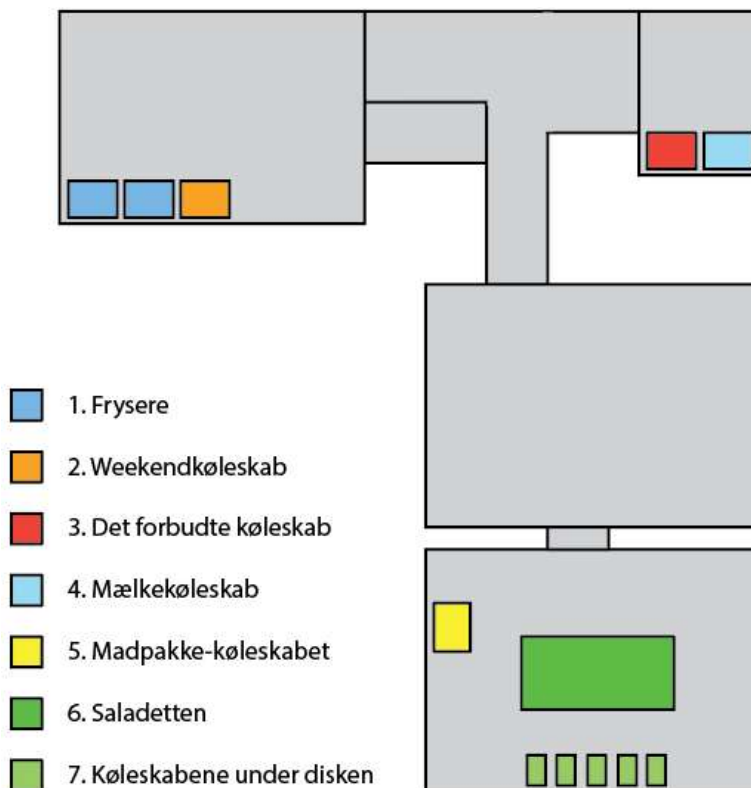 1. Frysere
2. Weekendkøleskab
3. Det forbudte køleskab
4. Mælkekøleskab
5. Madpakke-køleskabet
6. Saladetten
7. Køleskabene under disken